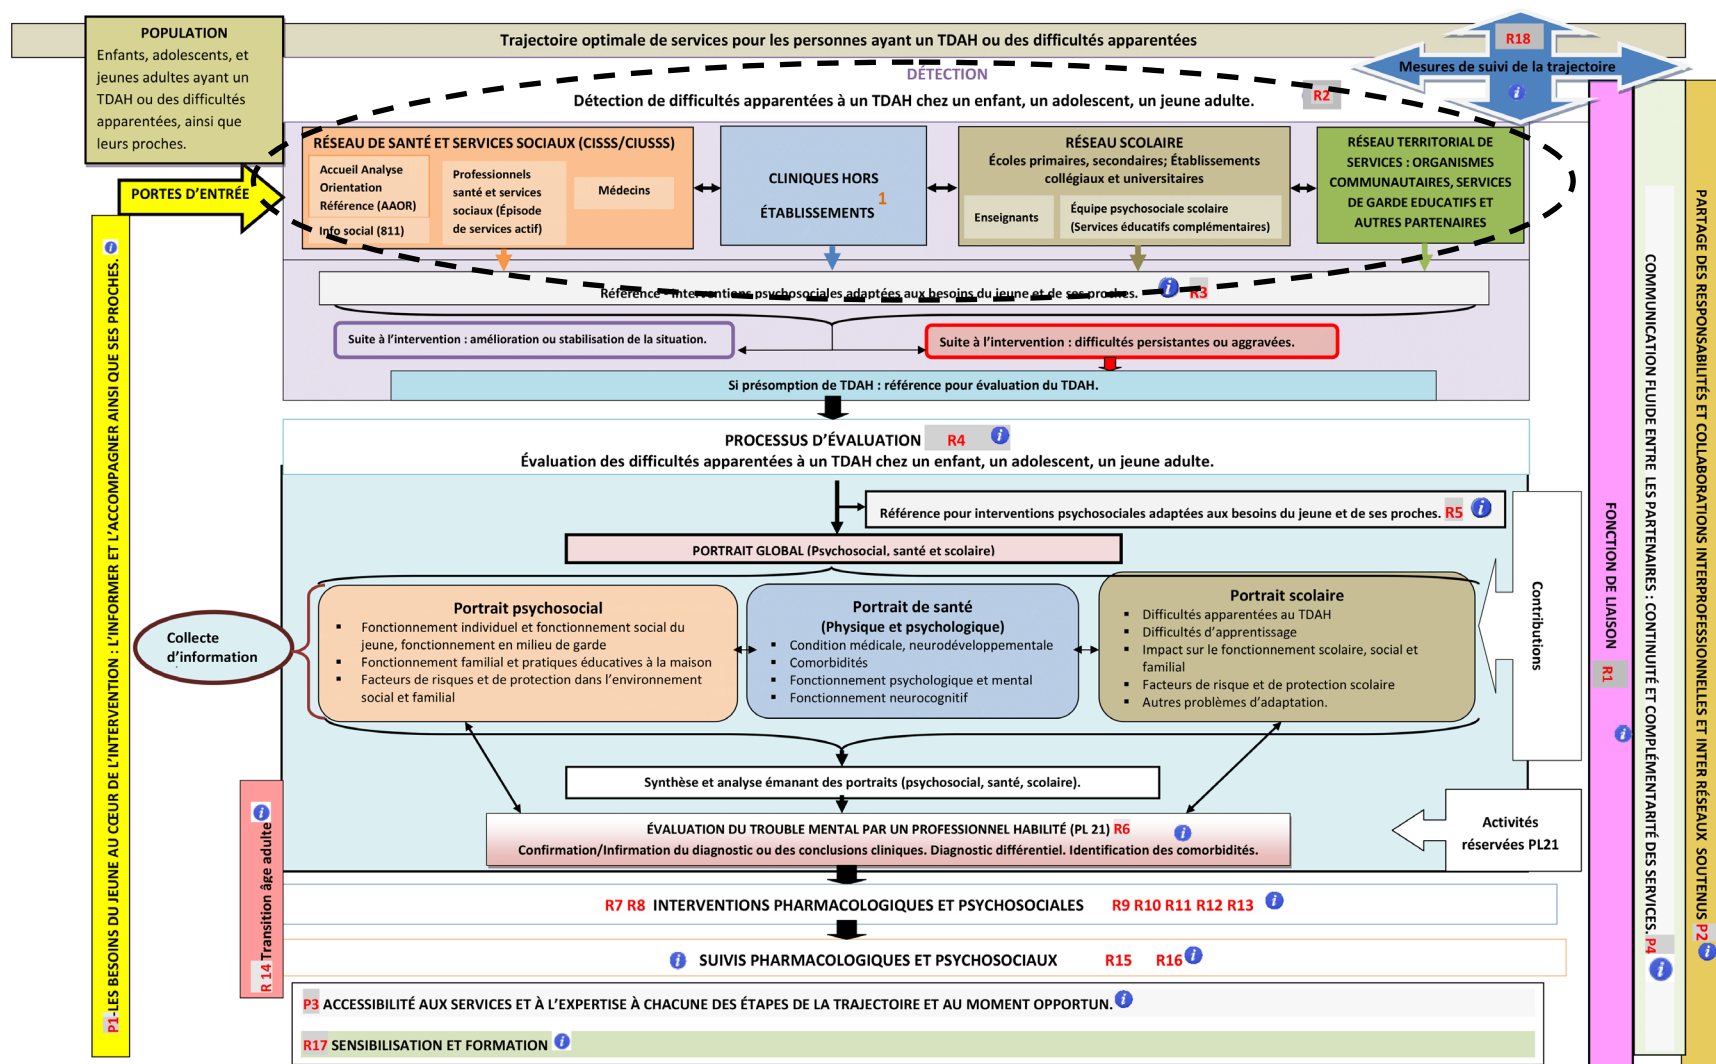 POPULATION
Enfants, adolescents, et
jeunes adultes ayant un
TDAH ou des difficultés
apparentées, ainsi que
leurs proches.
Trajectoire optimale de services pour les personnes ayant un TDAH ou des difficultés apparentées
R18
Mesures de suivi de la trajectoire
DÉTECTION
Détection de difficultés apparentées à un TDAH chez un enfant, un adolescent, un jeune adulte. R2
PORTES D'ENTRÉE
RÉSEAU DE SANTÉ ET SERVICES SOCIAUX (CISSS/CIUSSS)
Accueil Analyse
Orientation
Référence (AAOR)
Info social (811)
Professionnels
santé et services
sociaux (Épisode
de services actif)
Médecins
CLINIQUES HORS
ÉTABLISSEMENTS 1
RÉSEAU SCOLAIRE
Écoles primaires, secondaires; Établissements
collégiaux et universitaires
Enseignants
Équipe psychosociale scolaire
(Services éducatifs complémentaires)
RÉSEAU TERRITORIAL DE
SERVICES : ORGANISMES
COMMUNAUTAIRES, SERVICES
DE GARDE EDUCATIFS ET
AUTRES PARTENAIRES
Référence - Interventions psychosociales adaptées aux besoins du jeune et de ses proches. R3
Suite à l'intervention : amélioration ou stabilisation de la situation.
Suite à l'intervention : difficultés persistantes ou aggravées.
Si présomption de TDAH : référence pour évaluation du TDAH.
PROCESSUS D'ÉVALUATION R4
Évaluation des difficultés apparentées à un TDAH chez un enfant, un adolescent, un jeune adulte.
Référence pour interventions psychosociales adaptées aux besoins du jeune et de ses proches. R5
PORTRAIT GLOBAL (Psychosocial, santé et scolaire)
Collecte
d'information
Portrait psychosocial
▪ Fonctionnement individuel et fonctionnement social du
jeune, fonctionnement en milieu de garde
▪ Fonctionnement familial et pratiques éducatives à la maison
▪ Facteurs de risques et de protection dans l'environnement
social et familial
Portrait de santé
(Physique et psychologique)
▪ Condition médicale, neurodéveloppementale
▪ Comorbidités
▪ Fonctionnement psychologique et mental
▪ Fonctionnement neurocognitif
Portrait scolaire
▪ Difficultés apparentées au TDAH
▪ Difficultés d'apprentissage
▪ Impact sur le fonctionnement scolaire, social et
familial
▪ Facteurs de risque et de protection scolaire
▪ Autres problèmes d'adaptation.
Contributions
Synthèse et analyse émanant des portraits (psychosocial, santé, scolaire).
ÉVALUATION DU TROUBLE MENTAL PAR UN PROFESSIONNEL HABILITÉ (PL 21) R6
Confirmation/Infirmation du diagnostic ou des conclusions cliniques. Diagnostic différentiel. Identification des comorbidités.
Activités
réservées PL21
R7 R8 INTERVENTIONS PHARMACOLOGIQUES ET PSYCHOSOCIALES R9 R10 R11 R12 R13
SUIVIS PHARMACOLOGIQUES ET PSYCHOSOCIAUX R15 R16
P3 ACCESSIBILITÉ AUX SERVICES ET À L'EXPERTISE À CHACUNE DES ÉTAPES DE LA TRAJECTOIRE ET AU MOMENT OPPORTUN.
R17 SENSIBILISATION ET FORMATION
P1-LES BESOINS DU JEUNE AU CŒUR DE L'INTERVENTION : L'INFORMER ET L'ACCOMPAGNER AINSI QUE SES PROCHES.
R 14 Transition âge adulte
FONCTION DE LIAISON R1
COMMUNICATION FLUIDE ENTRE LES PARTENAIRES : CONTINUITÉ ET COMPLÉMENTARITÉ DES SERVICES. P4
PARTAGE DES RESPONSABILITÉS ET COLLABORATIONS INTERPROFESSIONNELLES ET INTER RÉSEAUX SOUTENUS P2